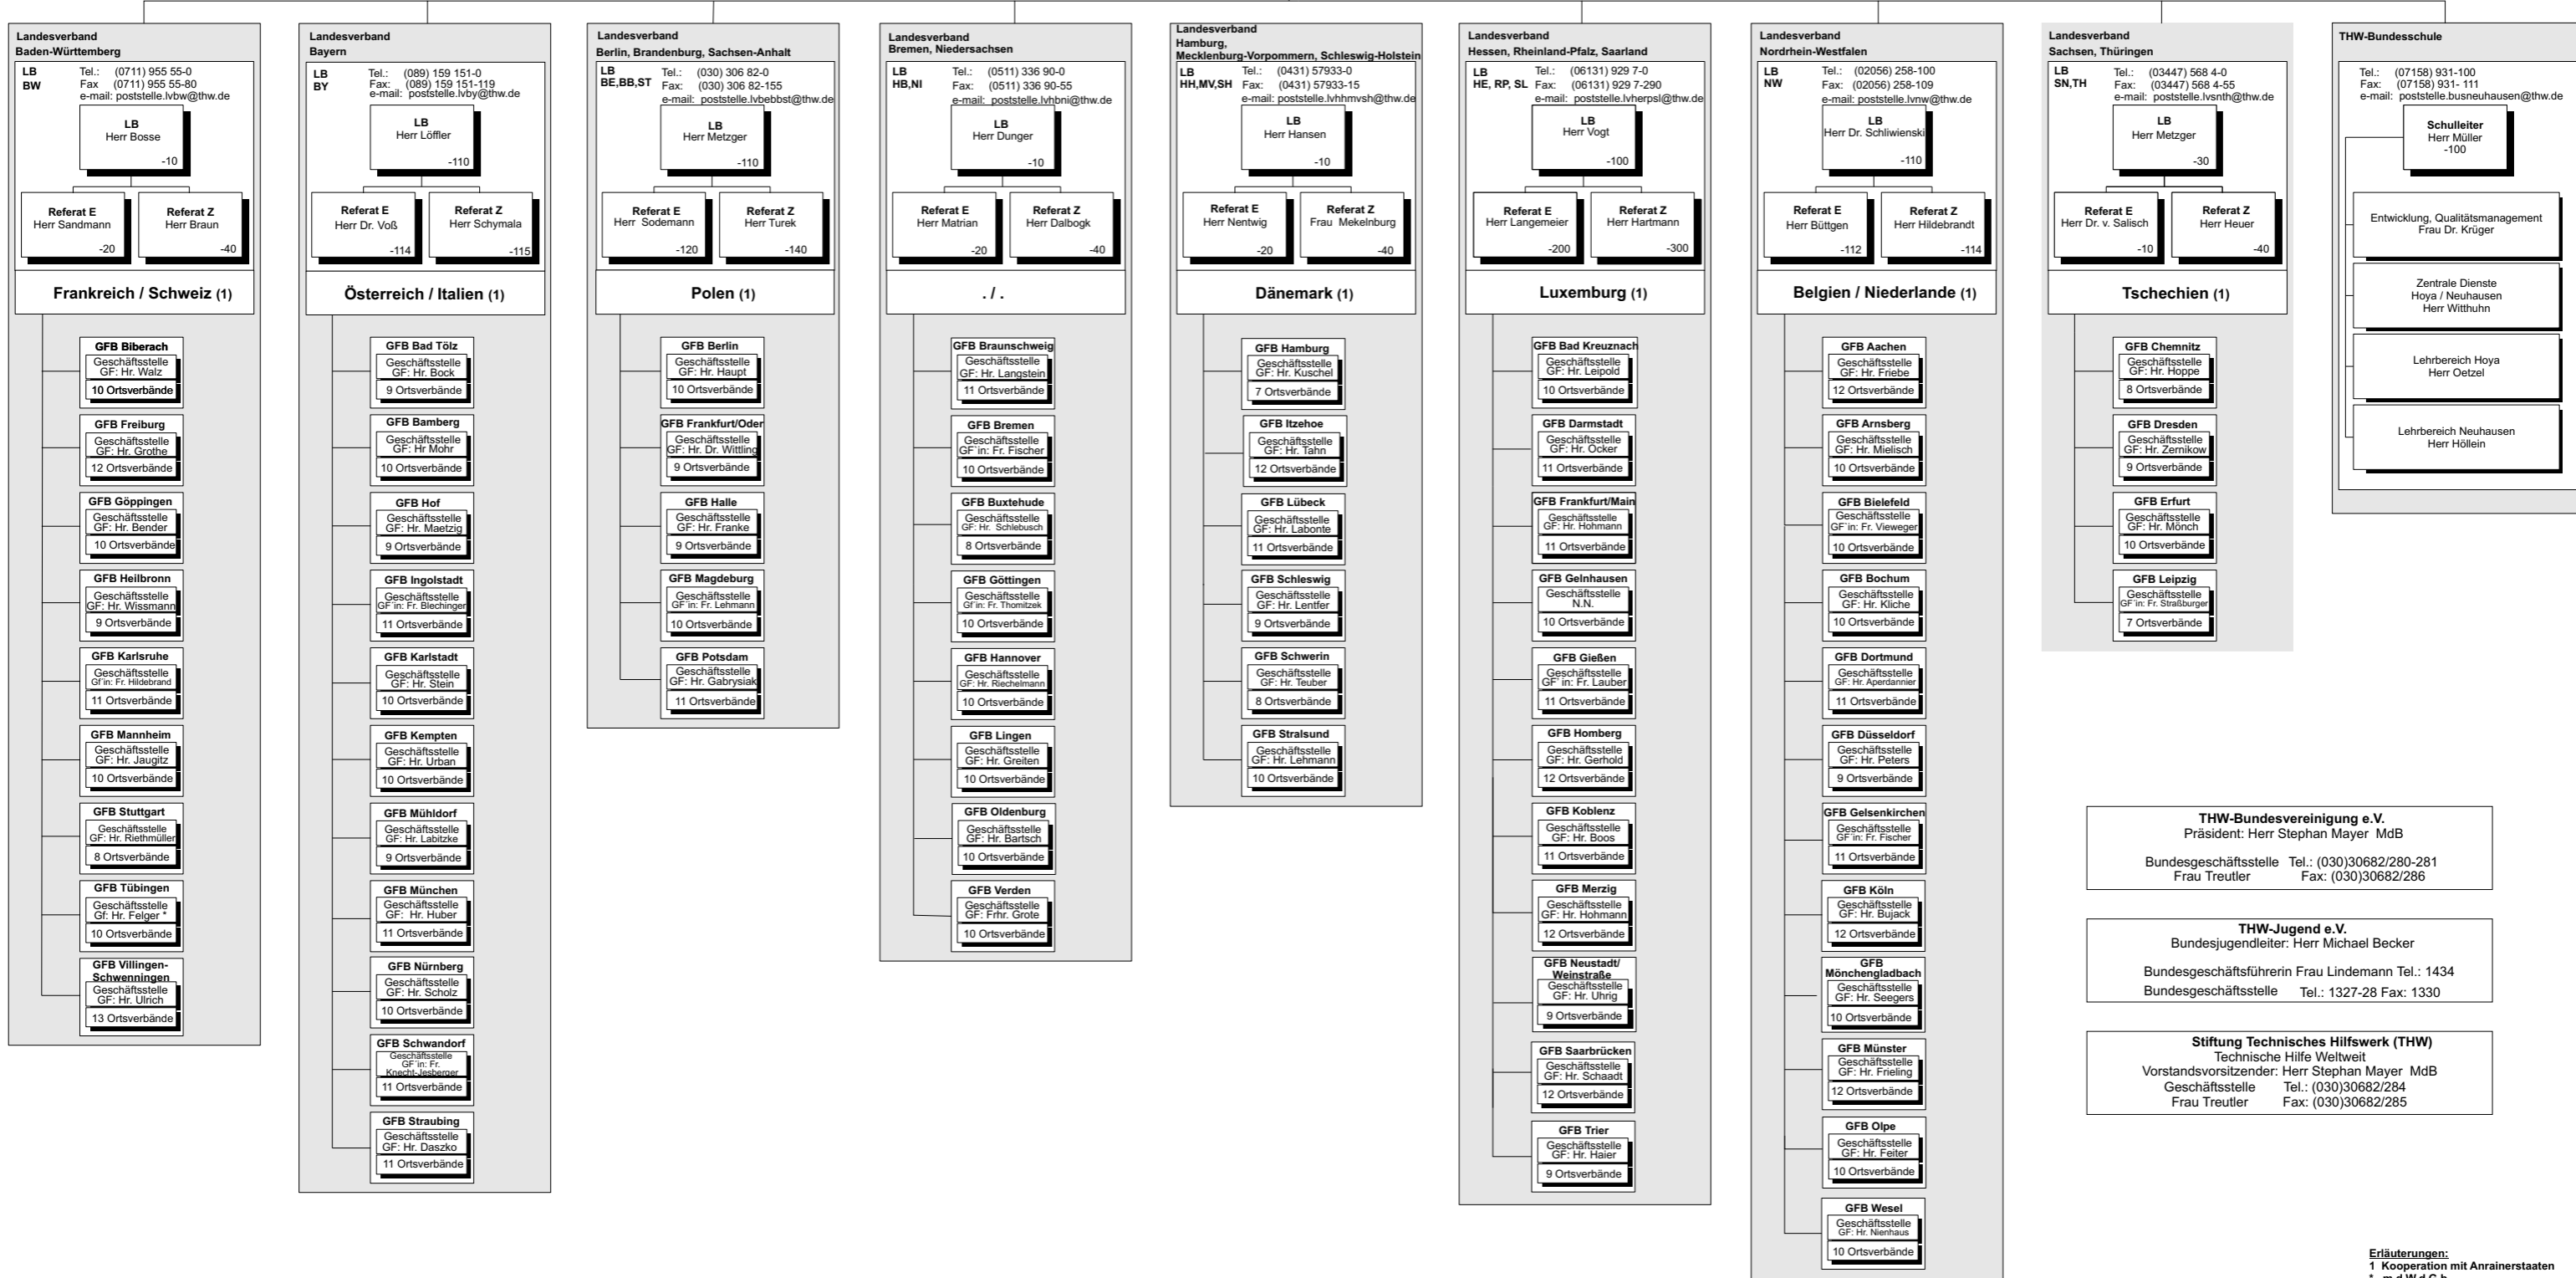 Landesverband
Baden-Württemberg
LB
BW
Tel.: (0711) 955 55-0
Fax (0711) 955 55-80
e-mail: poststelle.lvbw@thw.de
LB
Herr Bosse
-10
Referat E
Herr Sandmann
-20
Referat Z
Herr Braun
-40
Frankreich / Schweiz (1)
GFB Biberach
Geschäftsstelle
GF: Hr. Walz
10 Ortsverbände
GFB Freiburg
Geschäftsstelle
GF: Hr. Grothe
12 Ortsverbände
GFB Göppingen
Geschäftsstelle
GF: Hr. Bender
10 Ortsverbände
GFB Heilbronn
Geschäftsstelle
GF: Hr. Wissmann
9 Ortsverbände
GFB Karlsruhe
Geschäftsstelle
Gf´in: Fr. Hildebrand
11 Ortsverbände
GFB Mannheim
Geschäftsstelle
GF: Hr. Jaugitz
10 Ortsverbände
GFB Stuttgart
Geschäftsstelle
GF: Hr. Riethmüller
8 Ortsverbände
GFB Tübingen
Geschäftsstelle
Gf: Hr. Felger *
10 Ortsverbände
GFB Villingen-
Schwenningen
Geschäftsstelle
GF: Hr. Ulrich
13 Ortsverbände
Landesverband
Bayern
LB
BY
Tel.: (089) 159 151-0
Fax: (089) 159 151-119
e-mail: poststelle.lvby@thw.de
LB
Herr Löffler
-110
Referat E
Herr Dr. Voß
-114
Referat Z
Herr Schymala
-115
Österreich / Italien (1)
GFB Bad Tölz
Geschäftsstelle
GF: Hr. Bock
9 Ortsverbände
GFB Bamberg
Geschäftsstelle
GF: Hr Mohr
10 Ortsverbände
GFB Hof
Geschäftsstelle
GF: Hr. Maetzig
9 Ortsverbände
GFB Ingolstadt
Geschäftsstelle
GF´in: Fr. Blechinger
11 Ortsverbände
GFB Karlstadt
Geschäftsstelle
GF: Hr. Stein
10 Ortsverbände
GFB Kempten
Geschäftsstelle
GF: Hr. Urban
10 Ortsverbände
GFB Mühldorf
Geschäftsstelle
GF: Hr. Labitzke
9 Ortsverbände
GFB München
Geschäftsstelle
GF: Hr. Huber
11 Ortsverbände
GFB Nürnberg
Geschäftsstelle
GF: Hr. Scholz
10 Ortsverbände
GFB Schwandorf
Geschäftsstelle
GF´in: Fr.
Knecht-Jesberger
11 Ortsverbände
GFB Straubing
Geschäftsstelle
GF: Hr. Daszko
11 Ortsverbände
Landesverband
Berlin, Brandenburg, Sachsen-Anhalt
LB
BE,BB,ST
Tel.: (030) 306 82-0
Fax: (030) 306 82-155
e-mail: poststelle.lvbebbst@thw.de
LB
Herr Metzger
-110
Referat E
Herr Sodemann
-120
Referat Z
Herr Turek
-140
Polen (1)
GFB Berlin
Geschäftsstelle
GF: Hr. Haupt
10 Ortsverbände
GFB Frankfurt/Oder
Geschäftsstelle
GF: Hr. Dr. Wittling
9 Ortsverbände
GFB Halle
Geschäftsstelle
GF: Hr. Franke
9 Ortsverbände
GFB Magdeburg
Geschäftsstelle
GF´in: Fr. Lehmann
10 Ortsverbände
GFB Potsdam
Geschäftsstelle
GF: Hr. Gabrysiak
11 Ortsverbände
Landesverband
Bremen, Niedersachsen
LB
HB,NI
Tel.: (0511) 336 90-0
Fax: (0511) 336 90-55
e-mail: poststelle.lvhbni@thw.de
LB
Herr Dunger
-10
Referat E
Herr Matrian
-20
Referat Z
Herr Dalbogk
-40
. / .
GFB Braunschweig
Geschäftsstelle
GF: Hr. Langstein
11 Ortsverbände
GFB Bremen
Geschäftsstelle
GF´in: Fr. Fischer
10 Ortsverbände
GFB Buxtehude
Geschäftsstelle
GF: Hr. Schlebusch
8 Ortsverbände
GFB Göttingen
Geschäftsstelle
Gf´in: Fr. Thomitzek
10 Ortsverbände
GFB Hannover
Geschäftsstelle
GF: Hr. Riechelmann
10 Ortsverbände
GFB Lingen
Geschäftsstelle
GF: Hr. Greiten
10 Ortsverbände
GFB Oldenburg
Geschäftsstelle
GF: Hr. Bartsch
10 Ortsverbände
GFB Verden
Geschäftsstelle
GF: Frhr. Grote
10 Ortsverbände
Landesverband
Hamburg,
Mecklenburg-Vorpommern, Schleswig-Holstein
LB
HH,MV,SH
Tel.: (0431) 57933-0
Fax: (0431) 57933-15
e-mail: poststelle.lvhhmvsh@thw.de
LB
Herr Hansen
-10
Referat E
Herr Nentwig
-20
Referat Z
Frau Mekelnburg
-40
Dänemark (1)
GFB Hamburg
Geschäftsstelle
GF: Hr. Kuschel
7 Ortsverbände
GFB Itzehoe
Geschäftsstelle
GF: Hr. Tahn
12 Ortsverbände
GFB Lübeck
Geschäftsstelle
GF: Hr. Labonte
11 Ortsverbände
GFB Schleswig
Geschäftsstelle
GF: Hr. Lentfer
9 Ortsverbände
GFB Schwerin
Geschäftsstelle
GF: Hr. Teuber
8 Ortsverbände
GFB Stralsund
Geschäftsstelle
GF: Hr. Lehmann
10 Ortsverbände
Landesverband
Hessen, Rheinland-Pfalz, Saarland
LB
HE, RP, SL
Tel.: (06131) 929 7-0
Fax: (06131) 929 7-290
e-mail: poststelle.lvherpsl@thw.de
LB
Herr Vogt
-100
Referat E
Herr Langemeier
-200
Referat Z
Herr Hartmann
-300
Luxemburg (1)
GFB Bad Kreuznach
Geschäftsstelle
GF: Hr. Leipold
10 Ortsverbände
GFB Darmstadt
Geschäftsstelle
GF: Hr. Ocker
11 Ortsverbände
GFB Frankfurt/Main
Geschäftsstelle
GF: Hr. Hohmann
11 Ortsverbände
GFB Gelnhausen
Geschäftsstelle
N.N.
10 Ortsverbände
GFB Gießen
Geschäftsstelle
GF´ in: Fr. Lauber
11 Ortsverbände
GFB Homberg
Geschäftsstelle
GF: Hr. Gerhold
12 Ortsverbände
GFB Koblenz
Geschäftsstelle
GF: Hr. Boos
11 Ortsverbände
GFB Merzig
Geschäftsstelle
GF: Hr. Hohmann
12 Ortsverbände
GFB Neustadt/
Weinstraße
Geschäftsstelle
GF: Hr. Uhrig
9 Ortsverbände
GFB Saarbrücken
Geschäftsstelle
GF: Hr. Schaadt
12 Ortsverbände
GFB Trier
Geschäftsstelle
GF: Hr. Haier
9 Ortsverbände
Landesverband
Nordrhein-Westfalen
LB
NW
Tel.: (02056) 258-100
Fax: (02056) 258-109
e-mail: poststelle.lvnw@thw.de
LB
Herr Dr. Schliwienski
-110
Referat E
Herr Büttgen
-112
Referat Z
Herr Hildebrandt
-114
Belgien / Niederlande (1)
GFB Aachen
Geschäftsstelle
GF: Hr. Friebe
12 Ortsverbände
GFB Arnsberg
Geschäftsstelle
GF: Hr. Mielisch
10 Ortsverbände
GFB Bielefeld
Geschäftsstelle
GF´in: Fr. Vieweger
10 Ortsverbände
GFB Bochum
Geschäftsstelle
GF: Hr. Kliche
10 Ortsverbände
GFB Dortmund
Geschäftsstelle
GF: Hr. Aperdannier
11 Ortsverbände
GFB Düsseldorf
Geschäftsstelle
GF: Hr. Peters
9 Ortsverbände
GFB Gelsenkirchen
Geschäftsstelle
GF´in: Fr. Fischer
11 Ortsverbände
GFB Köln
Geschäftsstelle
GF: Hr. Bujack
12 Ortsverbände
GFB
Mönchengladbach
Geschäftsstelle
GF: Hr. Seegers
10 Ortsverbände
GFB Münster
Geschäftsstelle
GF: Hr. Frieling
12 Ortsverbände
GFB Olpe
Geschäftsstelle
GF: Hr. Feiter
10 Ortsverbände
GFB Wesel
Geschäftsstelle
GF: Hr. Nienhaus
10 Ortsverbände
Landesverband
Sachsen, Thüringen
LB
SN,TH
Tel.: (03447) 568 4-0
Fax: (03447) 568 4-55
e-mail: poststelle.lvsnth@thw.de
LB
Herr Metzger
-30
Referat E
Herr Dr. v. Salisch
-10
Referat Z
Herr Heuer
-40
Tschechien (1)
GFB Chemnitz
Geschäftsstelle
GF: Hr. Hoppe
8 Ortsverbände
GFB Dresden
Geschäftsstelle
GF: Hr. Zernikow
9 Ortsverbände
GFB Erfurt
Geschäftsstelle
GF: Hr. Mönch
10 Ortsverbände
GFB Leipzig
Geschäftsstelle
GF´in: Fr. Straßburger
7 Ortsverbände
THW-Bundesschule
Tel.: (07158) 931-100
Fax: (07158) 931- 111
e-mail: poststelle.busneuhausen@thw.de
Schulleiter
Herr Müller
-100
Entwicklung, Qualitätsmanagement
Frau Dr. Krüger
Zentrale Dienste
Hoya / Neuhausen
Herr Witthuhn
Lehrbereich Hoya
Herr Oetzel
Lehrbereich Neuhausen
Herr Höllein
THW-Bundesvereinigung e.V.
Präsident: Herr Stephan Mayer MdB
Bundesgeschäftsstelle Tel.: (030)30682/280-281
Frau Treutler Fax: (030)30682/286
THW-Jugend e.V.
Bundesjugendleiter: Herr Michael Becker
Bundesgeschäftsführerin Frau Lindemann Tel.: 1434
Bundesgeschäftsstelle Tel.: 1327-28 Fax: 1330
Stiftung Technisches Hilfswerk (THW)
Technische Hilfe Weltweit
Vorstandsvorsitzender: Herr Stephan Mayer MdB
Geschäftsstelle Tel.: (030)30682/284
Frau Treutler Fax: (030)30682/285
Erläuterungen:
1 Kooperation mit Anrainerstaaten
* m.d.W.d.G.b.